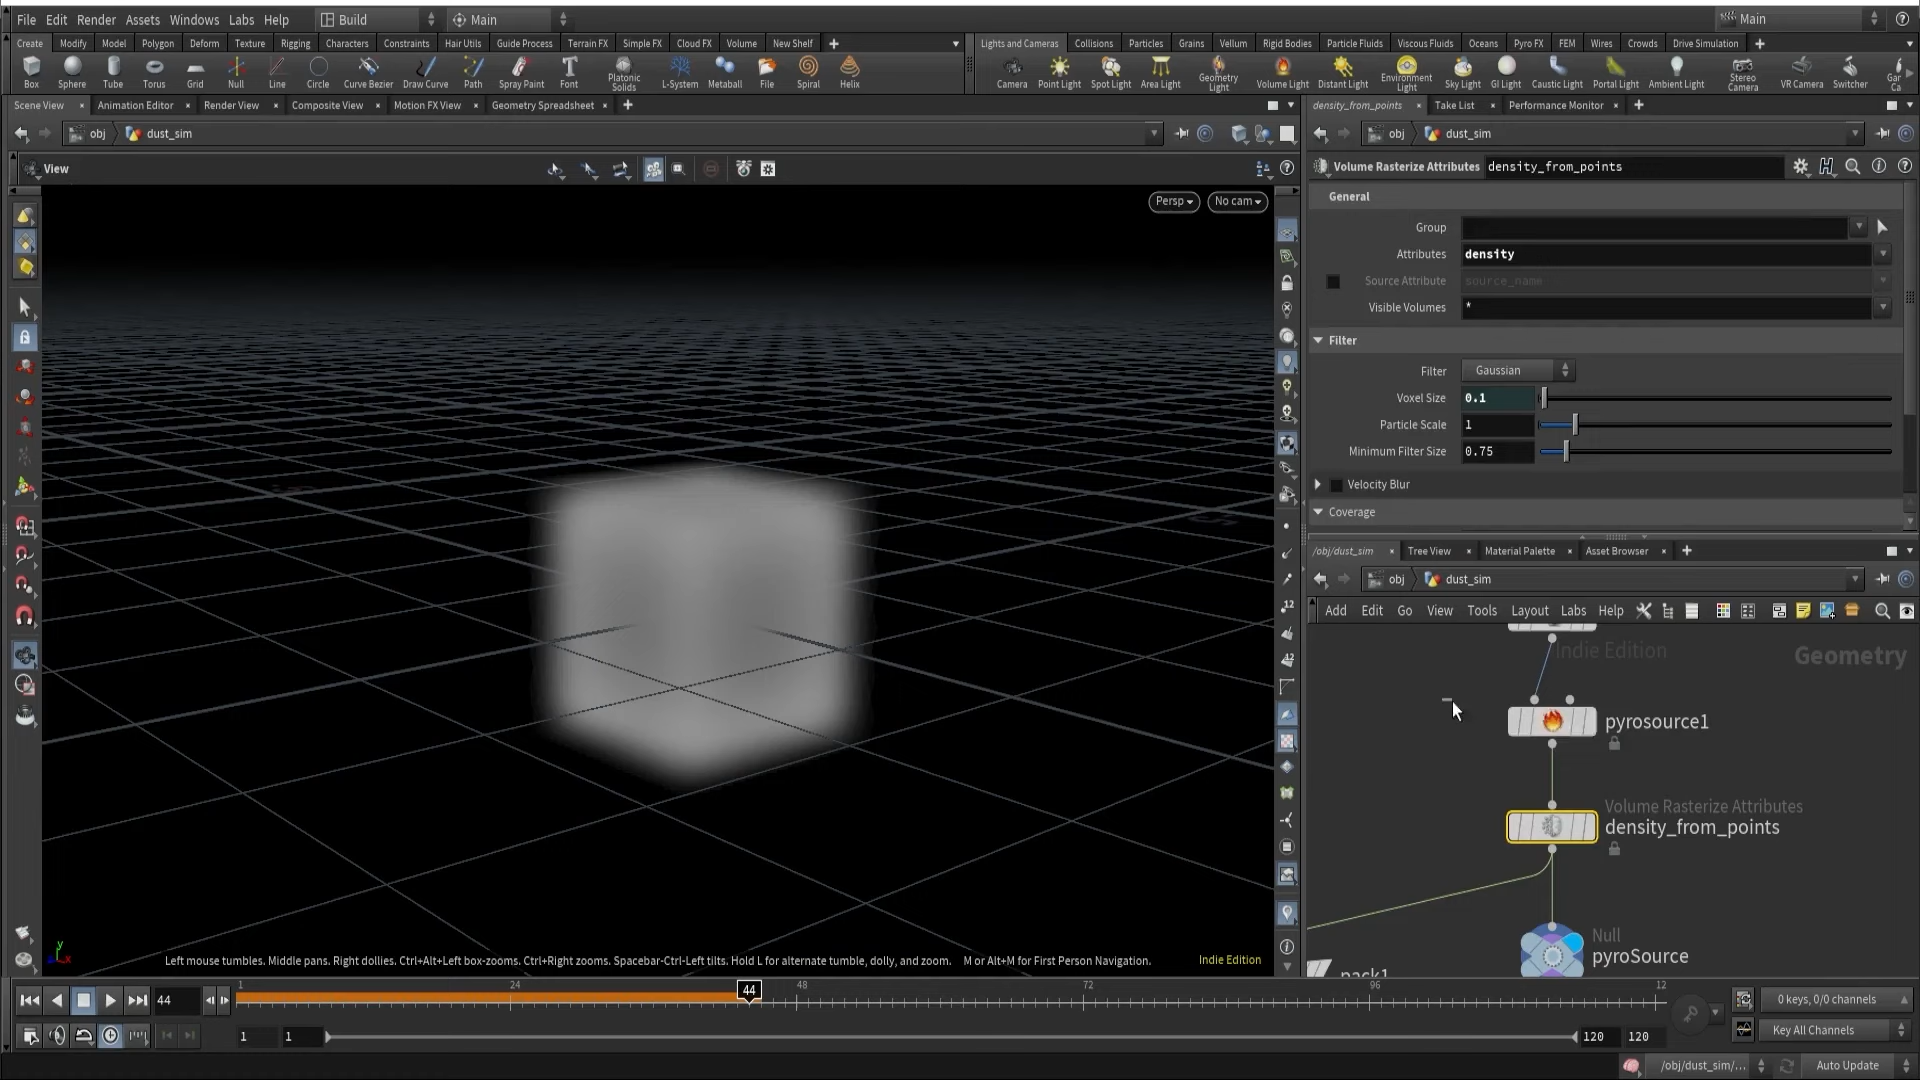 File Edit Render Assets Windows Labs Help Build Main Main
Create Modify Model Polygon Deform Texture Rigging Characters Constraints Hair Utils Guide Process Terrain FX Simple FX Cloud FX Volume New Shelf
Lights and Cameras Collisions Particles Grains Vellum Rigid Bodies Particle Fluids Viscous Fluids Oceans Pyro FX FEM Wires Crowds Drive Simulation
Box Sphere Tube Torus Grid Null Line Circle Curve Bezier Draw Curve Path Spray Paint Font Platonic Solids L-System Metaball File Spiral Helix
Camera Point Light Spot Light Area Light Geometry Light Volume Light Distant Light Environment Light Sky Light GI Light Caustic Light Portal Light Ambient Light Stereo Camera VR Camera Switcher Gar Ca
Scene View Animation Editor Render View Composite View Motion FX View Geometry Spreadsheet
density_from_points Take List Performance Monitor
obj dust_sim
obj dust_sim
View
Persp No cam
Volume Rasterize Attributes density_from_points
General
Group
Attributes density
Source Attribute source_name
Visible Volumes *
Filter
Filter Gaussian
Voxel Size 0.1
Particle Scale 1
Minimum Filter Size 0.75
Velocity Blur
Coverage
/obj/dust_sim Tree View Material Palette Asset Browser
obj dust_sim
Add Edit Go View Tools Layout Labs Help
Indie Edition
Geometry
pyrosource1
Volume Rasterize Attributes
density_from_points
Null
pyroSource
pack1
12
12
y
x
Left mouse tumbles. Middle pans. Right dollies. Ctrl+Alt+Left box-zooms. Ctrl+Right zooms. Spacebar-Ctrl-Left tilts. Hold L for alternate tumble, dolly, and zoom. M or Alt+M for First Person Navigation.
Indie Edition
44 1 24 44 48 72 96 12
0 keys, 0/0 channels
1 1 120 120
Key All Channels
/obj/dust_sim/... Auto Update